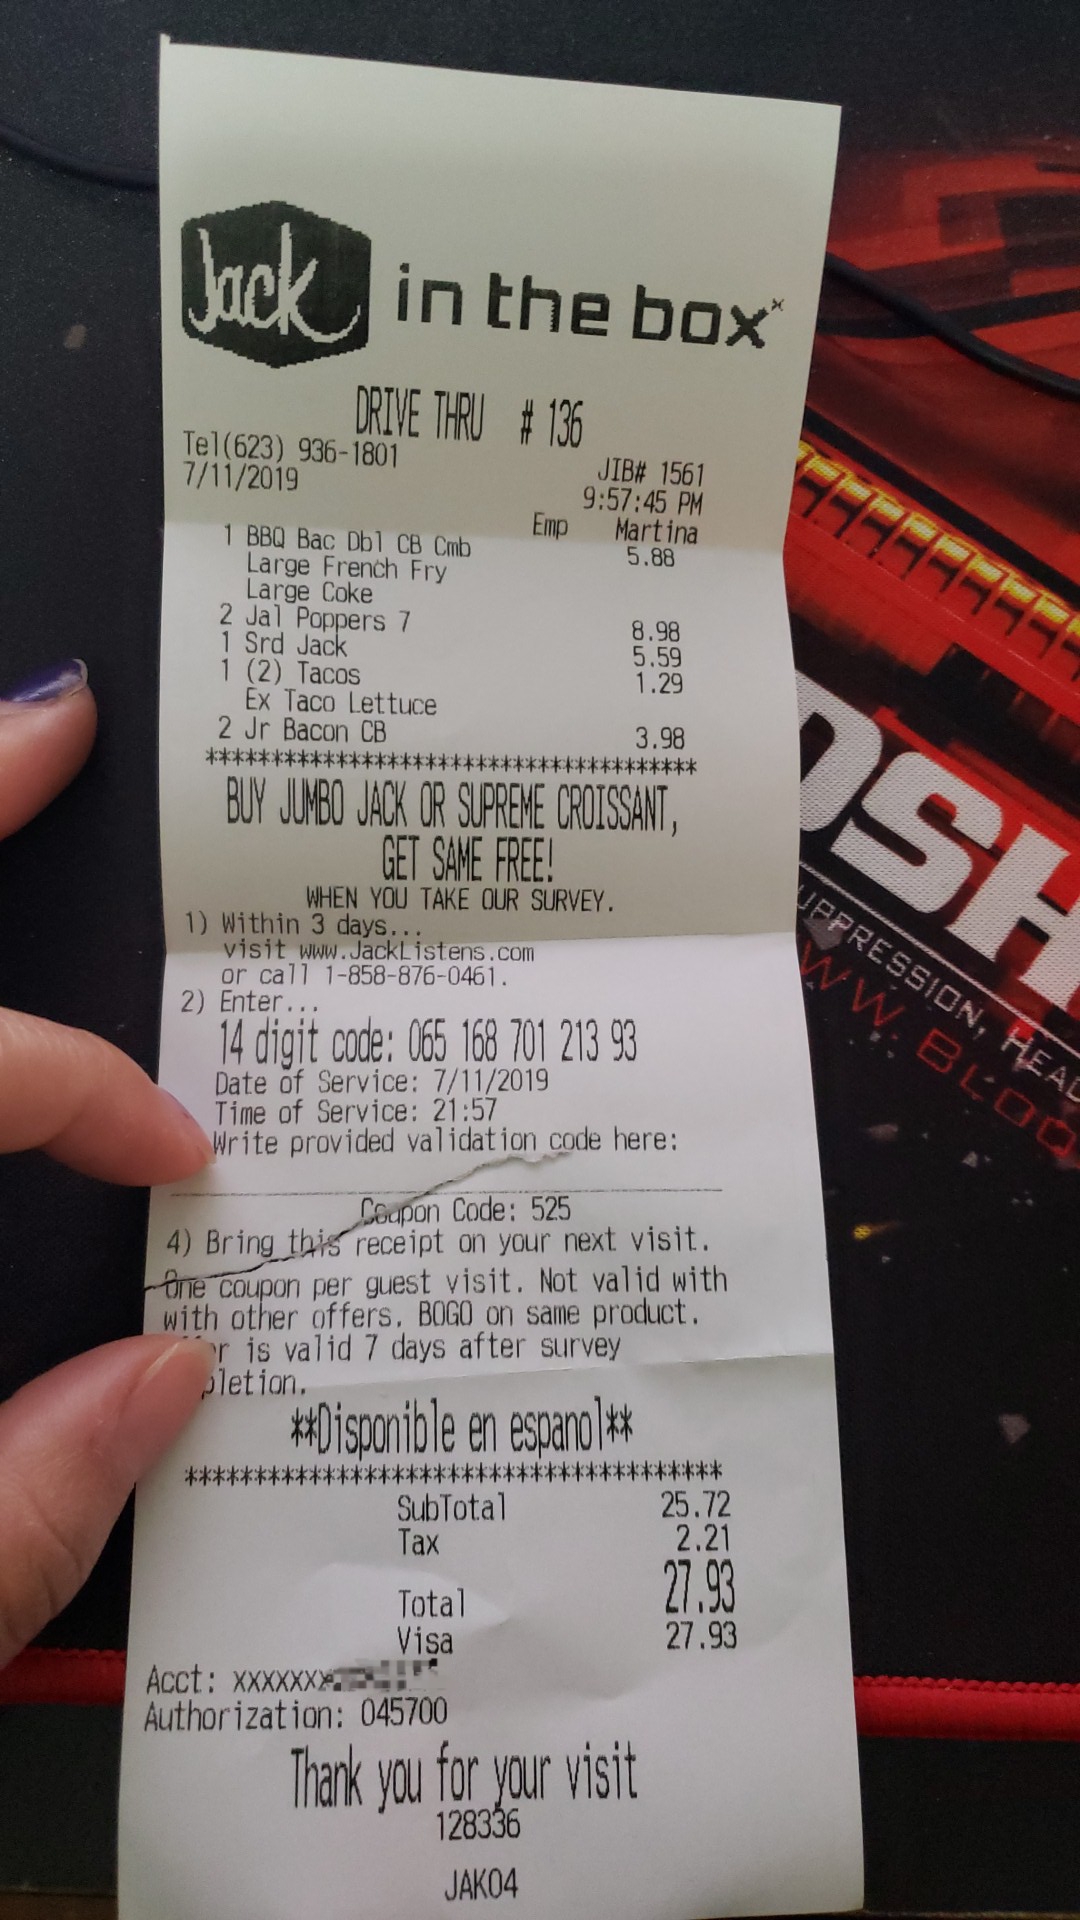 Jack in the box
DRIVE THRU # 136
Tel(623) 936-1801
JIB# 1561
7/11/2019
9:57:45 PM
Emp Martina
1 BBQ Bac Dbl CB Cmb 5.88
Large French Fry
Large Coke
2 Jal Poppers 7 8.98
1 Srd Jack 5.59
1 (2) Tacos 1.29
Ex Taco Lettuce
2 Jr Bacon CB 3.98
****************************************
BUY JUMBO JACK OR SUPREME CROISSANT,
GET SAME FREE!
WHEN YOU TAKE OUR SURVEY.
1) Within 3 days...
visit www.JackListens.com
or call 1-858-876-0461.
2) Enter...
14 digit code: 065 168 701 213 93
Date of Service: 7/11/2019
Time of Service: 21:57
Write provided validation code here:
Coupon Code: 525
4) Bring this receipt on your next visit.
One coupon per guest visit. Not valid with
with other offers. BOGO on same product.
is valid 7 days after survey
**Disponible en espanol**
****************************************
SubTotal 25.72
Tax 2.21
Total 27.93
Visa 27.93
Acct: xxxxxxx
Authorization: 045700
Thank you for your visit
128336
JAK04
OSH
UPPRESSION, HEAD
WWW.BLOO